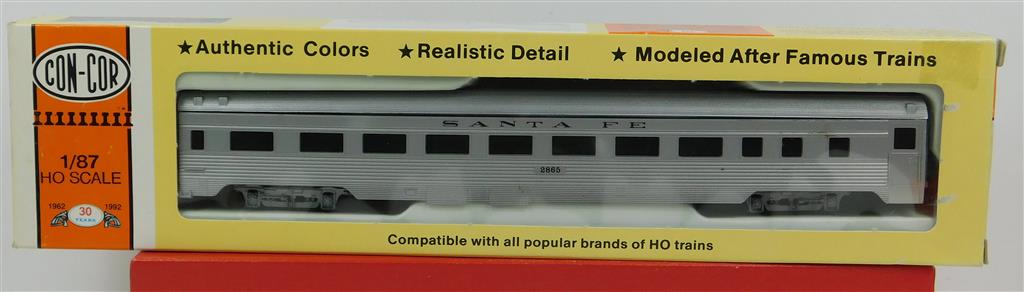 CON-COR
★Authentic Colors ★Realistic Detail ★ Modeled After Famous Trains
SANTA FE
2865
1/87
HO SCALE
1962 30 YEARS 1992
Compatible with all popular brands of HO trains